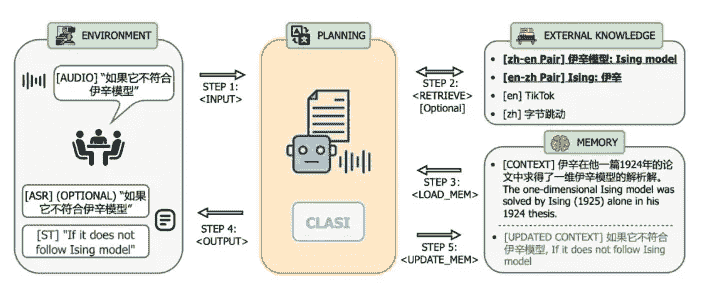 ENVIRONMENT
[AUDIO] “如果它不符合
伊辛模型”
[ASR] (OPTIONAL) “如果
它不符合伊辛模型”
[ST] "If it does not
follow Ising model"
STEP 1:
<INPUT>
STEP 4:
<OUTPUT>
PLANNING
CLASI
STEP 2:
<RETRIEVE>
[Optional]
STEP 3:
<LOAD_MEM>
STEP 5:
<UPDATE_MEM>
EXTERNAL KNOWLEDGE
• [zh-en Pair] 伊辛模型: Ising model
• [en-zh Pair] Ising: 伊辛
• [en] TikTok
• [zh] 字节跳动
MEMORY
• [CONTEXT] 伊辛在他一篇1924年的论
文中求得了一维伊辛模型的解析解。
The one-dimensional Ising model was
solved by Ising (1925) alone in his
1924 thesis.
• [UPDATED CONTEXT] 如果它不符合
伊辛模型, If it does not follow Ising
model